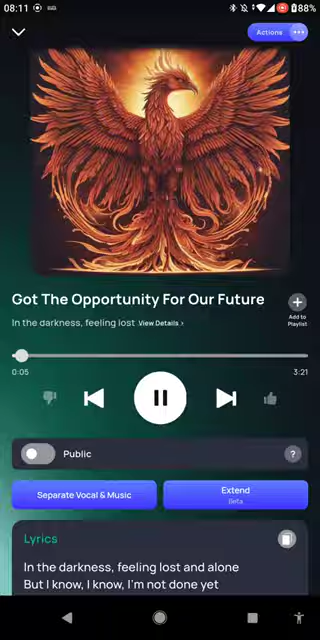 08:11
88%
Actions
Got The Opportunity For Our Future
In the darkness, feeling lost View Details >
Add to
Playlist
0:05
3:21
Public
?
Separate Vocal & Music
Extend
Beta
Lyrics
In the darkness, feeling lost and alone
But I know, I know, I'm not done yet